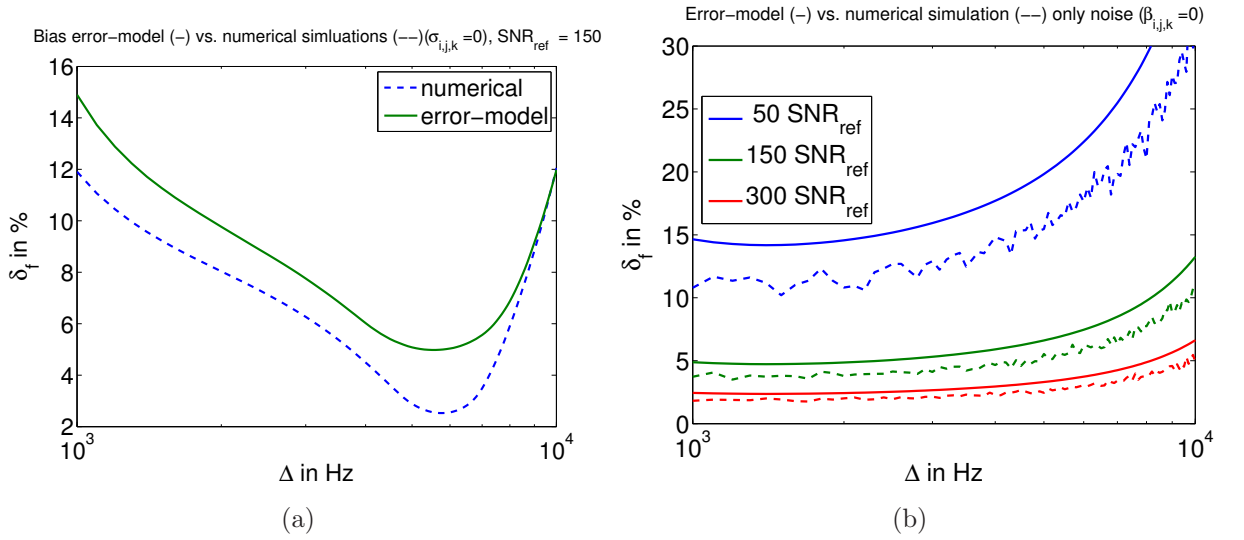 Bias error−model (−) vs. numerical simluations (−−)(σi,j,k =0), SNRref = 150
16
14
12
10
8
6
4
2
10^3
10^4
δf in %
Δ in Hz
numerical
error−model
(a)
Error−model (−) vs. numerical simulation (−−) only noise (βi,j,k =0)
30
25
20
15
10
5
0
10^3
10^4
δf in %
Δ in Hz
50 SNRref
150 SNRref
300 SNRref
(b)